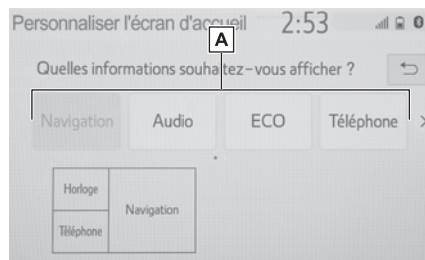 Personnaliser l'écran d'accueil 2:53
A
Quelles informations souhaitez-vous afficher ?
Navigation Audio ECO Téléphone
Horloge
Navigation
Téléphone